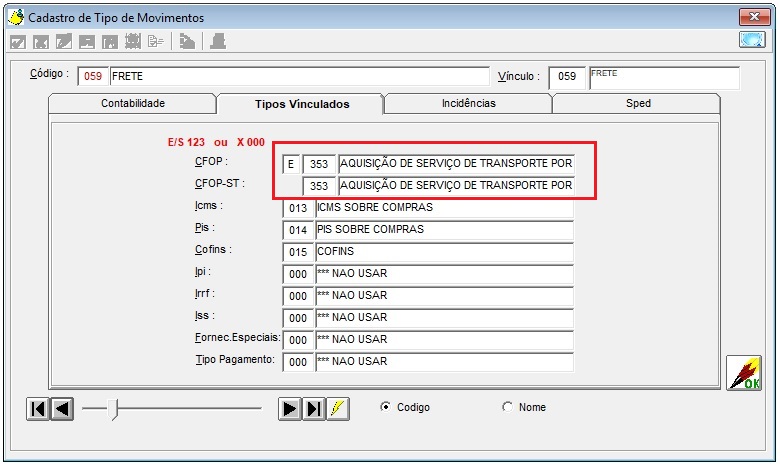 Cadastro de Tipo de Movimentos
Código : 059 FRETE Vínculo : 059 FRETE
Contabilidade Tipos Vinculados Incidências Sped
E/S 123 ou X 000
CFOP : E 353 AQUISIÇÃO DE SERVIÇO DE TRANSPORTE POR
CFOP-ST : 353 AQUISIÇÃO DE SERVIÇO DE TRANSPORTE POR
Icms : 013 ICMS SOBRE COMPRAS
Pis : 014 PIS SOBRE COMPRAS
Cofins : 015 COFINS
Ipi : 000 *** NAO USAR
Irrf : 000 *** NAO USAR
Iss : 000 *** NAO USAR
Fornec.Especiais: 000 *** NAO USAR
Tipo Pagamento: 000 *** NAO USAR
OK
Codigo Nome